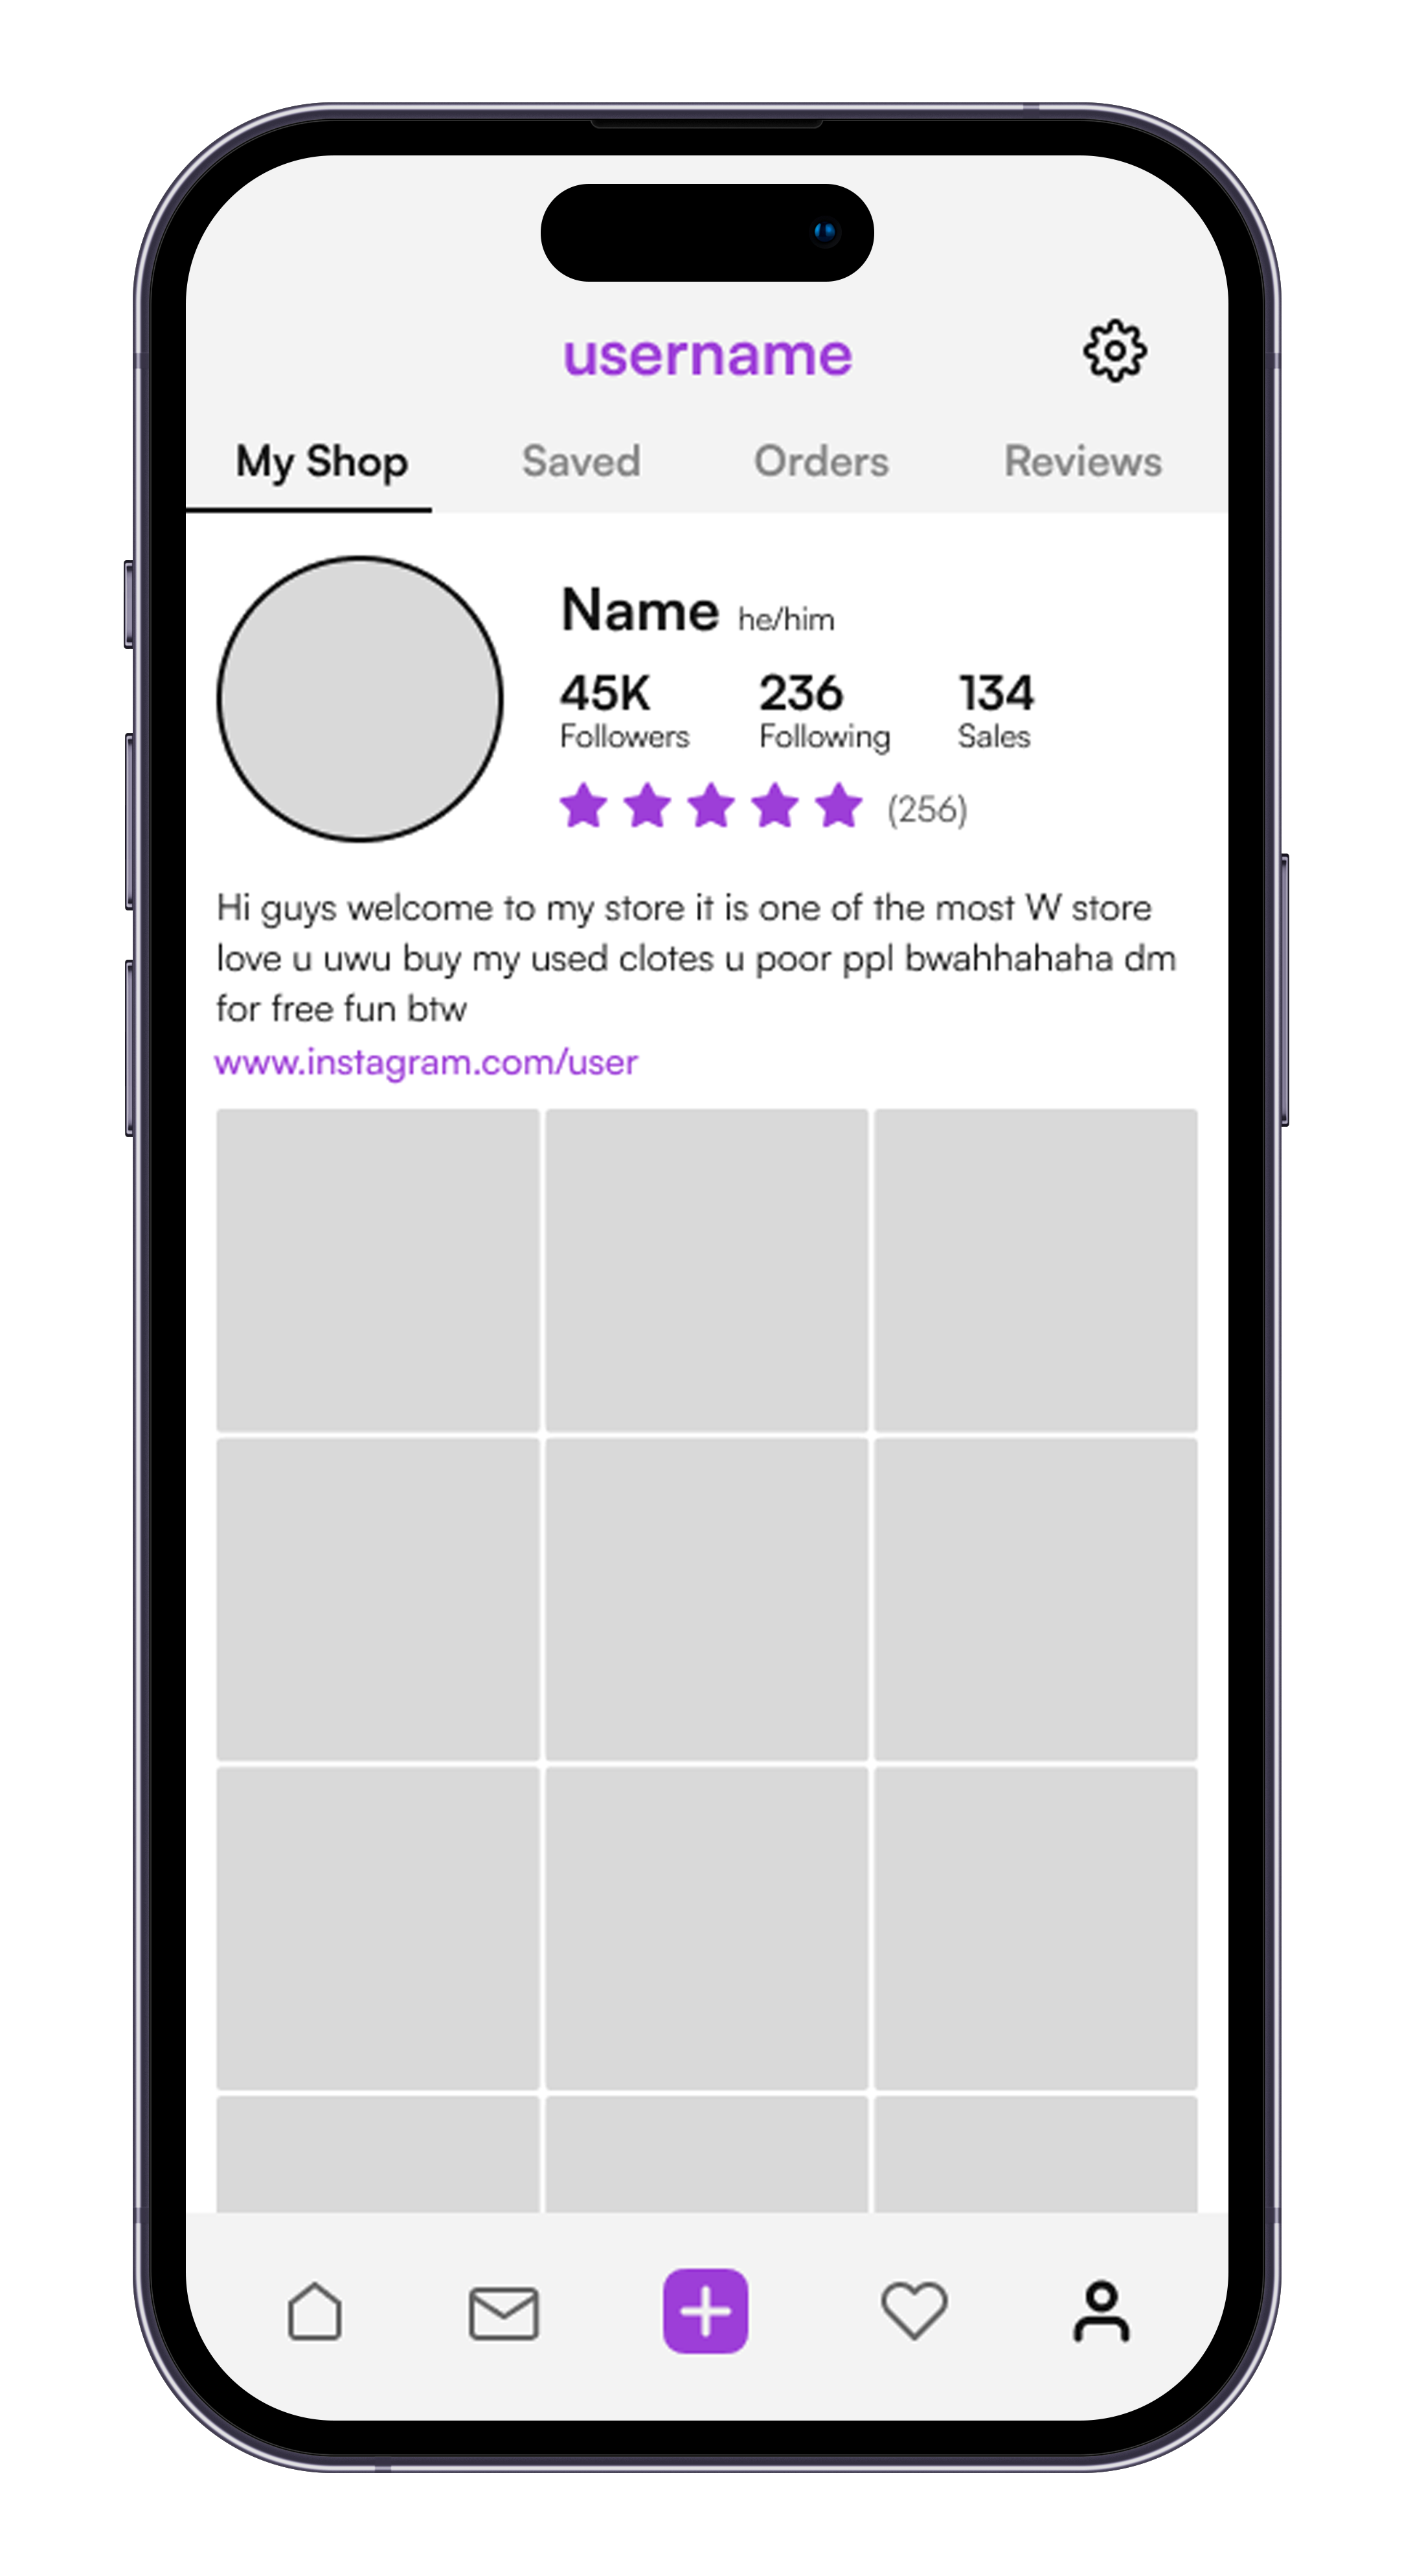 username
My Shop Saved Orders Reviews
Name he/him
45K 236 134
Followers Following Sales
(256)
Hi guys welcome to my store it is one of the most W store
love u uwu buy my used clotes u poor ppl bwahhahaha dm
for free fun btw
www.instagram.com/user